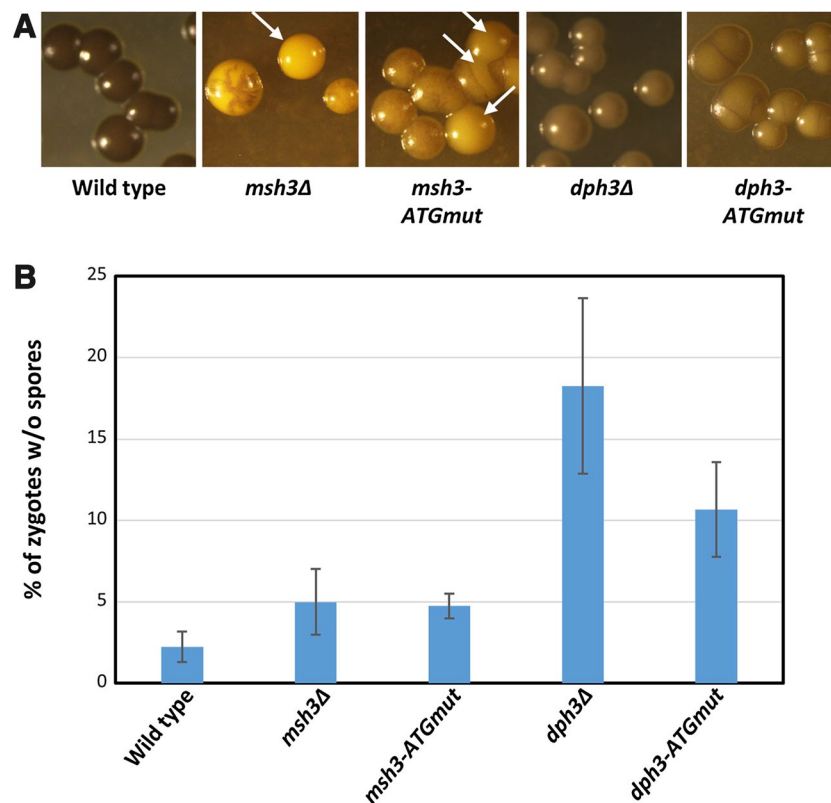 A
Wild type
msh3Δ
msh3-
ATGmut
dph3Δ
dph3-
ATGmut
B
% of zygotes w/o spores
25
20
15
10
5
0
Wild type
msh3Δ
msh3-ATGmut
dph3Δ
dph3-ATGmut